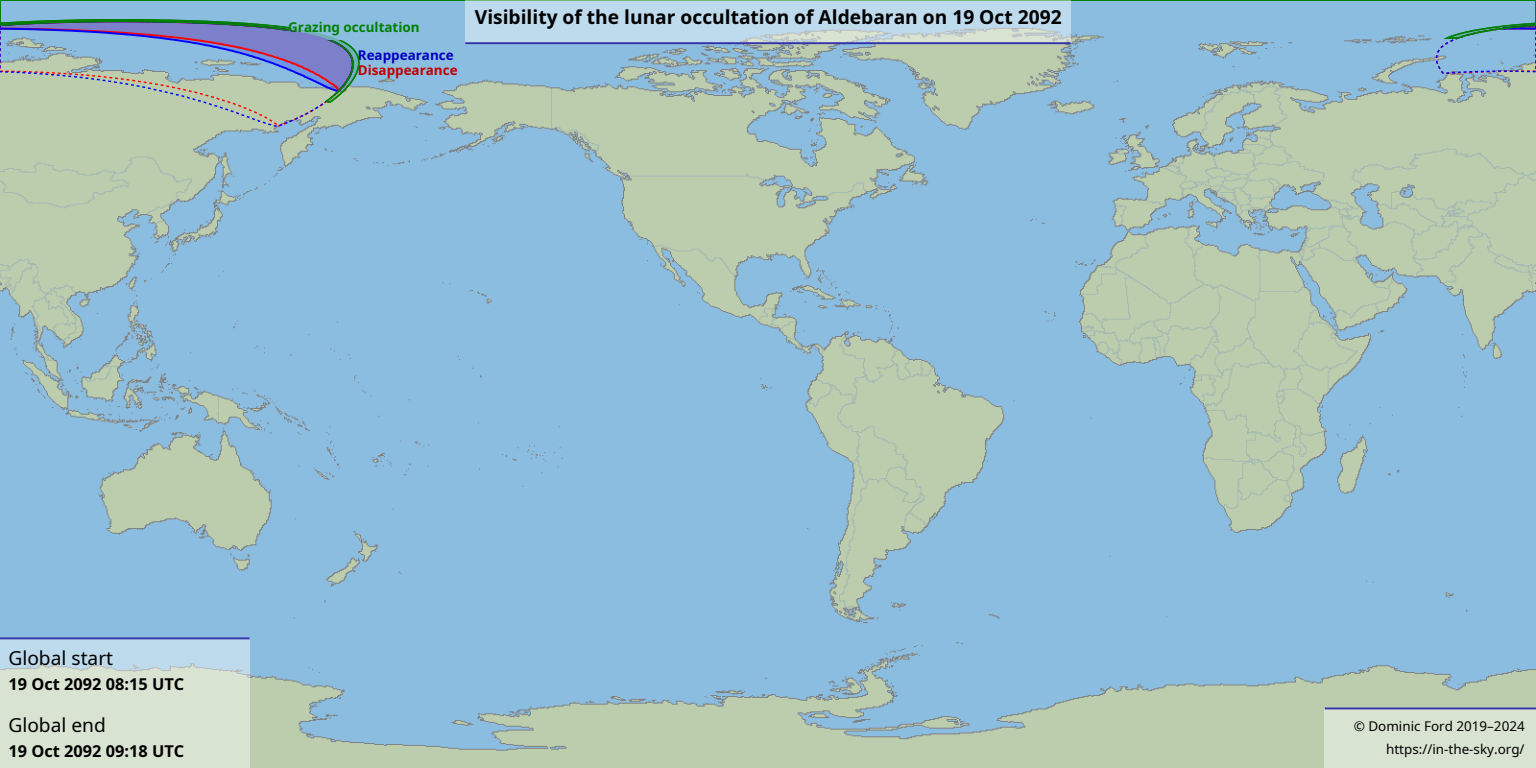 Visibility of the lunar occultation of Aldebaran on 19 Oct 2092
Grazing occultation
Reappearance
Disappearance
Global start
19 Oct 2092 08:15 UTC
Global end
19 Oct 2092 09:18 UTC
© Dominic Ford 2019–2024
https://in-the-sky.org/